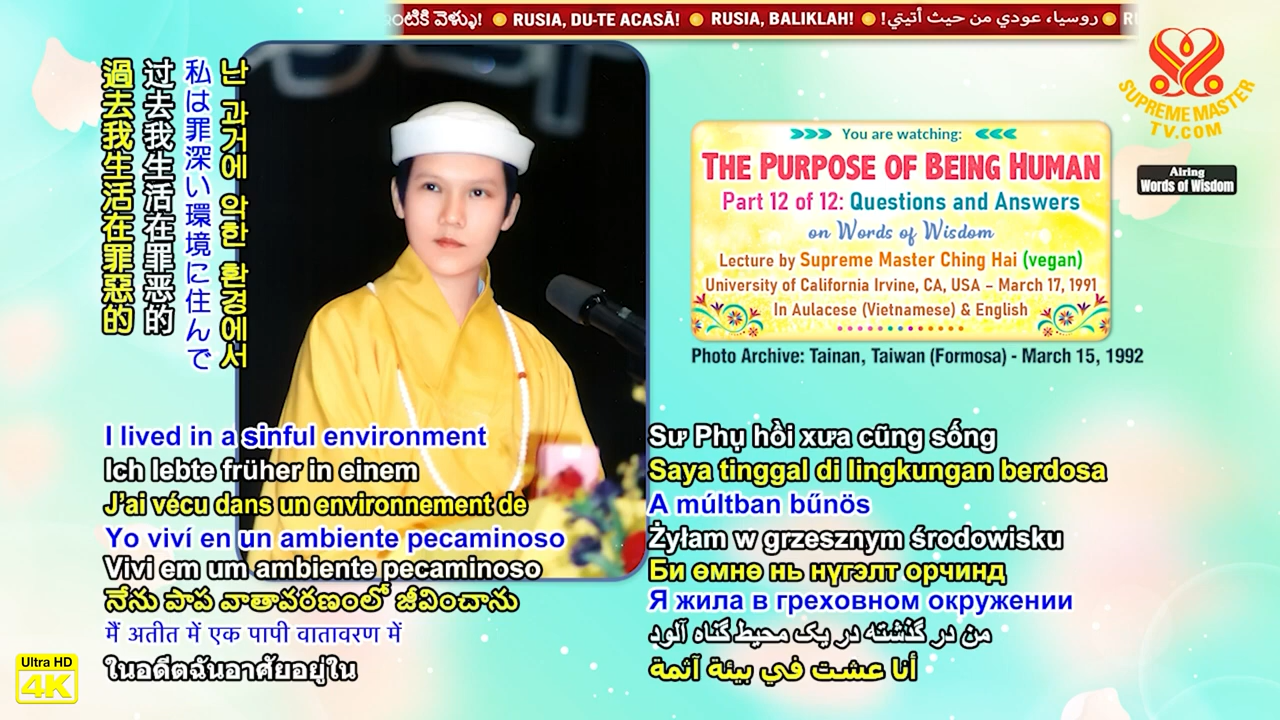 RUSIA, DU-TE ACASĂ! RUSIA, BALIKLAH! روسيا، عودي من حيث أتيتي!
SUPREME MASTER
TV.COM
Airing
Words of Wisdom
You are watching:
THE PURPOSE OF BEING HUMAN
Part 12 of 12: Questions and Answers
on Words of Wisdom
Lecture by Supreme Master Ching Hai (vegan)
University of California Irvine, CA, USA – March 17, 1991
In Aulacese (Vietnamese) & English
Photo Archive: Tainan, Taiwan (Formosa) - March 15, 1992
過去我生活在罪惡的
过去我生活在罪恶的
私は罪深い環境に住んで
난 과거에 악한 환경에서
I lived in a sinful environment
Ich lebte früher in einem
J'ai vécu dans un environnement de
Yo viví en un ambiente pecaminoso
Vivi em um ambiente pecaminoso
నేను పాప వాతావరణంలో జీవించాను
मैं अतीत में एक पापी वातावरण में
ในอดีตฉันอาศัยอยู่ใน
Sư Phụ hồi xưa cũng sống
Saya tinggal di lingkungan berdosa
A múltban bűnös
Żyłam w grzesznym środowisku
Би өмнө нь нүгэлт орчинд
Я жила в греховном окружении
من در گذشته در یک محیط گناه آلود
أنا عشت في بيئة آثمة
Ultra HD
4K